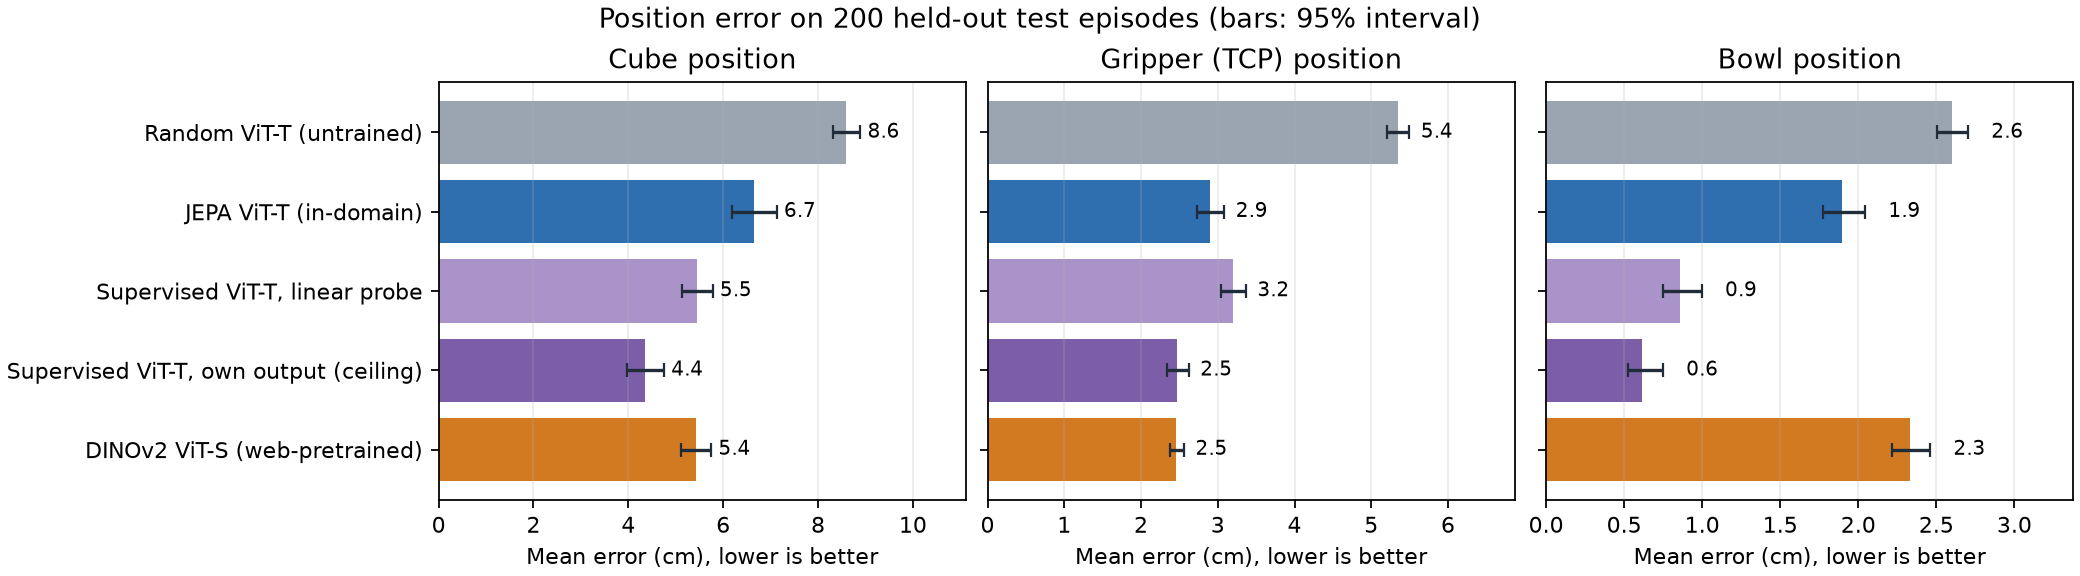 Position error on 200 held-out test episodes (bars: 95% interval)
Cube position
Gripper (TCP) position
Bowl position
Random ViT-T (untrained)
JEPA ViT-T (in-domain)
Supervised ViT-T, linear probe
Supervised ViT-T, own output (ceiling)
DINOv2 ViT-S (web-pretrained)
8.6
6.7
5.5
4.4
5.4
0 2 4 6 8 10
Mean error (cm), lower is better
5.4
2.9
3.2
2.5
2.5
0 1 2 3 4 5 6
Mean error (cm), lower is better
2.6
1.9
0.9
0.6
2.3
0.0 0.5 1.0 1.5 2.0 2.5 3.0
Mean error (cm), lower is better